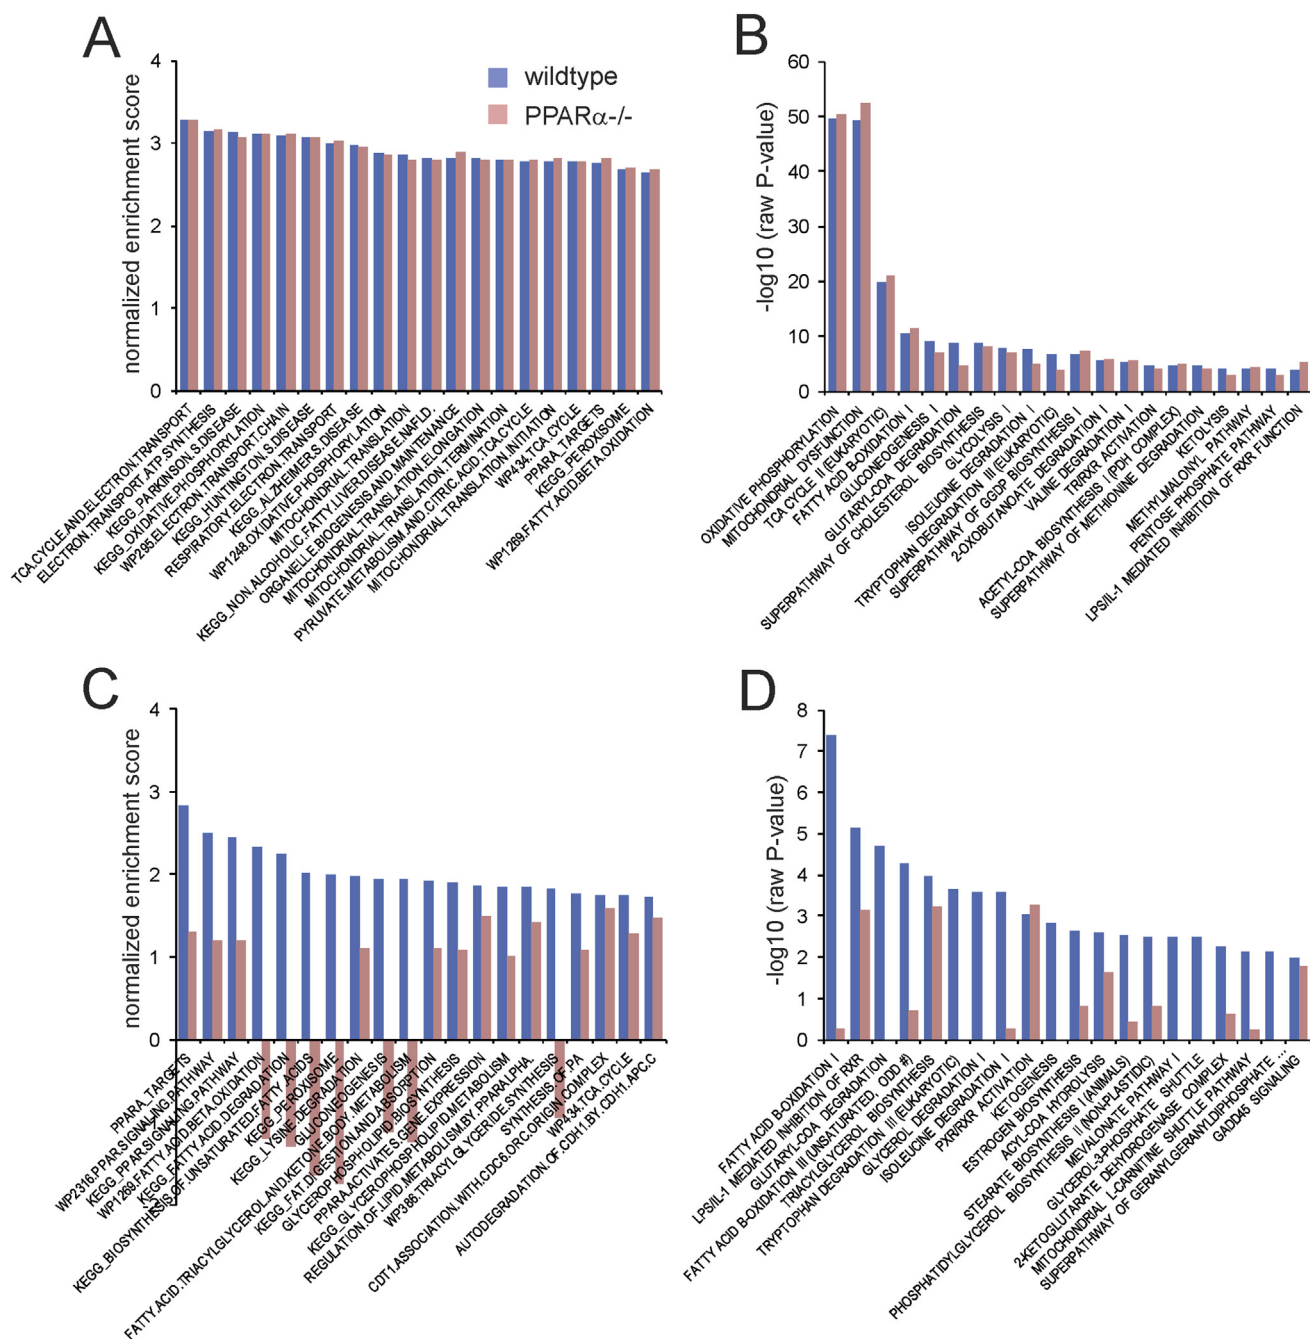 A
normalized enrichment score
4
3
2
1
0
wildtype
PPARα-/-
TCA.CYCLE.AND.ELECTRON.TRANSPORT
ELECTRON.TRANSPORT.ATP.SYNTHESIS
KEGG_PARKINSON.S.DISEASE
KEGG_OXIDATIVE.PHOSPHORYLATION
WP295.ELECTRON.TRANSPORT.CHAIN
KEGG_HUNTINGTON.S.DISEASE
RESPIRATORY.ELECTRON.TRANSPORT
KEGG_ALZHEIMER.S.DISEASE
WP1248.OXIDATIVE.PHOSPHORYLATION
MITOCHONDRIAL.TRANSLATION
KEGG_NON.ALCOHOLIC.FATTY.LIVER.DISEASE.NAFLD.
ORGANELLE.BIOGENESIS.AND.MAINTENANCE
MITOCHONDRIAL.TRANSLATION.ELONGATION
MITOCHONDRIAL.TRANSLATION.TERMINATION
PYRUVATE.METABOLISM.AND.CITRIC.ACID.TCA.CYCLE
MITOCHONDRIAL.TRANSLATION.INITIATION
WP434.TCA.CYCLE
PPARA_TARGETS
KEGG_PEROXISOME
WP1269.FATTY.ACID.BETA.OXIDATION
B
-log10 (raw P-value)
60
50
40
30
20
10
0
OXIDATIVE PHOSPHORYLATION
MITOCHONDRIAL DYSFUNCTION
TCA CYCLE II (EUKARYOTIC)
FATTY ACID B-OXIDATION I
GLUCONEOGENESIS I
GLUTARYL-COA DEGRADATION
SUPERPATHWAY OF CHOLESTEROL BIOSYNTHESIS
GLYCOLYSIS I
ISOLEUCINE DEGRADATION I
TRYPTOPHAN DEGRADATION III (EUKARYOTIC)
SUPERPATHWAY OF GGDP BIOSYNTHESIS I
2-OXOBUTANOATE DEGRADATION I
VALINE DEGRADATION I
TR/RXR ACTIVATION
ACETYL-COA BIOSYNTHESIS I (PDH COMPLEX)
SUPERPATHWAY OF METHIONINE DEGRADATION
KETOLYSIS
METHYLMALONYL PATHWAY
PENTOSE PHOSPHATE PATHWAY
LPS/IL-1 MEDIATED INHIBITION OF RXR FUNCTION
C
normalized enrichment score
4
3
2
1
0
PPARA_TARGETS
WP2316.PPAR.SIGNALING.PATHWAY
KEGG_PPAR.SIGNALING.PATHWAY
WP1269.FATTY.ACID.BETA.OXIDATION
KEGG_FATTY.ACID.DEGRADATION
KEGG_BIOSYNTHESIS.OF.UNSATURATED.FATTY.ACIDS
KEGG_PEROXISOME
KEGG_LYSINE.DEGRADATION
GLUCONEOGENESIS
FATTY.ACID.TRIACYLGLYCEROL.AND.KETONE.BODY.METABOLISM
KEGG_FAT.DIGESTION.AND.ABSORPTION
GLYCEROPHOSPHOLIPID.BIOSYNTHESIS
PPARA.ACTIVATES.GENE.EXPRESSION
KEGG_GLYCEROPHOSPHOLIPID.METABOLISM
REGULATION.OF.LIPID.METABOLISM.BY.PPARALPHA.
WP386.TRIACYLGLYCERIDE.SYNTHESIS
SYNTHESIS.OF.PA
CDT1.ASSOCIATION.WITH.CDC6.ORC.ORIGIN.COMPLEX
WP434.TCA.CYCLE
AUTODEGRADATION.OF.CDH1.BY.CDH1.APC.C
D
-log10 (raw P-value)
8
7
6
5
4
3
2
1
0
FATTY ACID B-OXIDATION I
LPS/IL-1 MEDIATED INHIBITION OF RXR
GLUTARYL-COA DEGRADATION
FATTY ACID B-OXIDATION III (UNSATURATED, ODD #)
TRIACYLGLYCEROL BIOSYNTHESIS
TRYPTOPHAN DEGRADATION III (EUKARYOTIC)
GLYCEROL DEGRADATION I
ISOLEUCINE DEGRADATION I
PXR/RXR ACTIVATION
KETOGENESIS
ESTROGEN BIOSYNTHESIS
ACYL-COA HYDROLYSIS
STEARATE BIOSYNTHESIS I (ANIMALS)
PHOSPHATIDYLGLYCEROL BIOSYNTHESIS II (NON-PLASTIDIC)
MEVALONATE PATHWAY I
GLYCEROL-3-PHOSPHATE SHUTTLE
2-KETOGLUTARATE DEHYDROGENASE COMPLEX
MITOCHONDRIAL L-CARNITINE SHUTTLE PATHWAY
SUPERPATHWAY OF GERANYLGERANYLDIPHOSPHATE ...
GADD45 SIGNALING